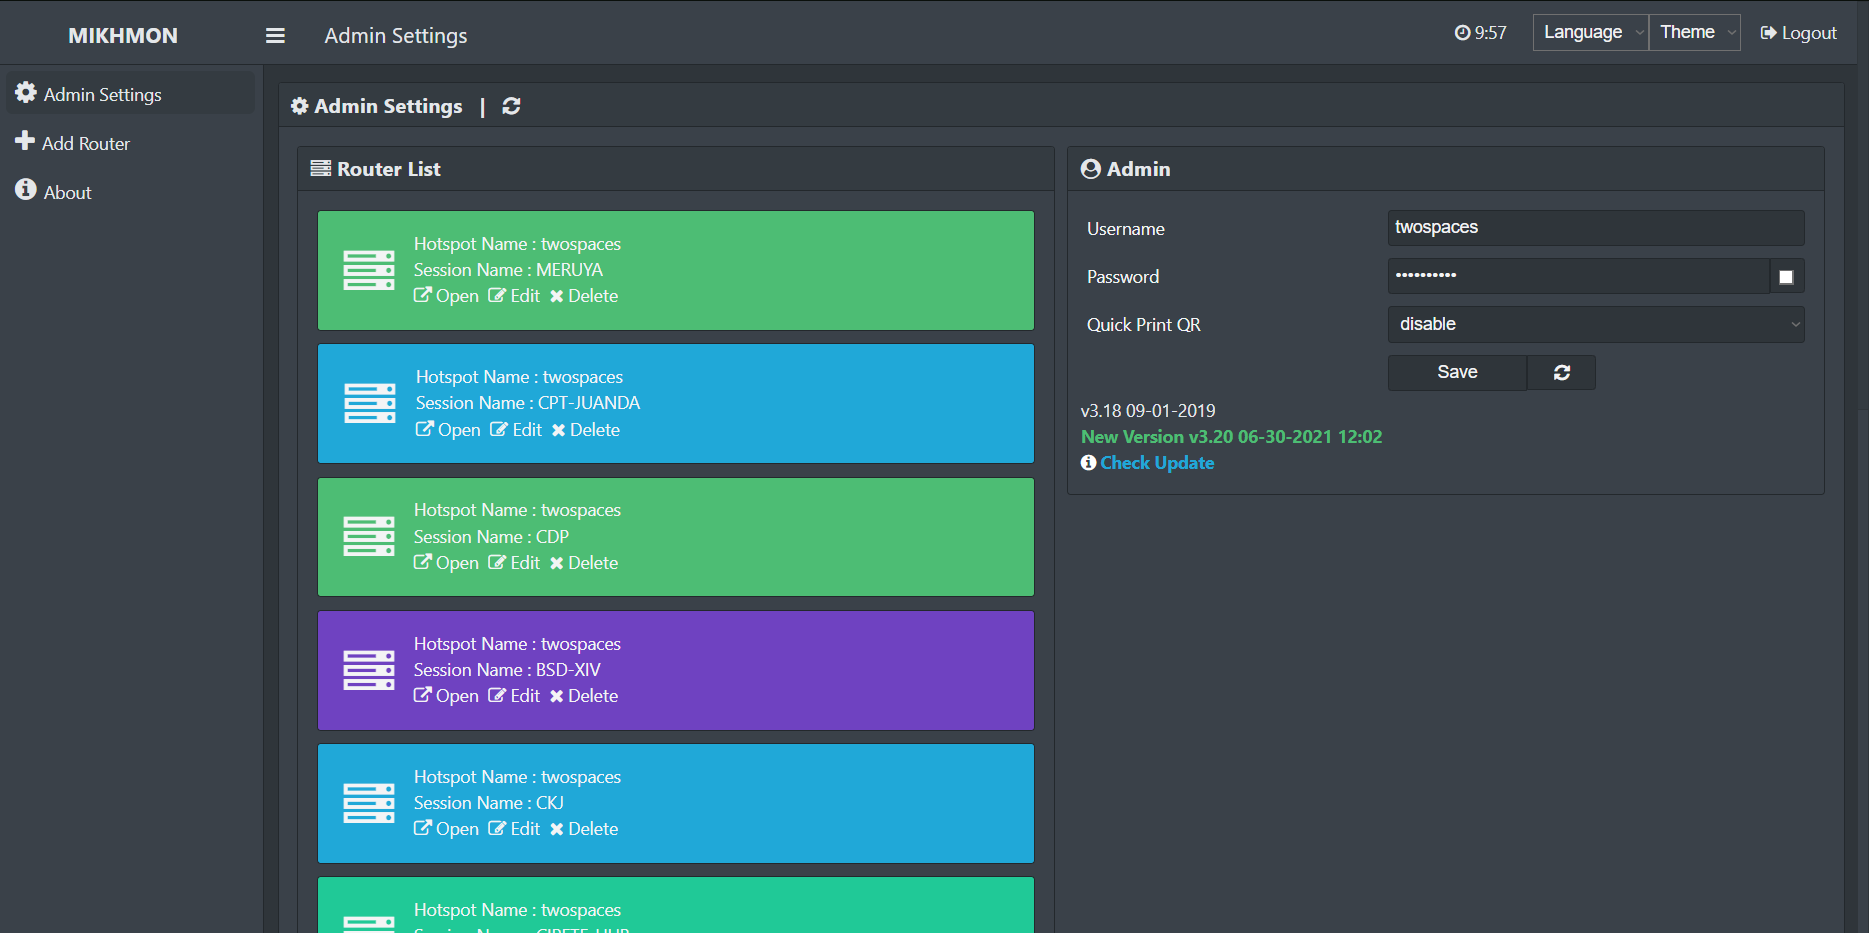 MIKHMON
Admin Settings
9:57
Language
Theme
Logout
Admin Settings
Add Router
About
Admin Settings |
Router List
Hotspot Name : twospaces
Session Name : MERUYA
Open Edit Delete
Hotspot Name : twospaces
Session Name : CPT-JUANDA
Open Edit Delete
Hotspot Name : twospaces
Session Name : CDP
Open Edit Delete
Hotspot Name : twospaces
Session Name : BSD-XIV
Open Edit Delete
Hotspot Name : twospaces
Session Name : CKJ
Open Edit Delete
Hotspot Name : twospaces
Session Name :
Admin
Username twospaces
Password ••••••••••
Quick Print QR disable
Save
v3.18 09-01-2019
New Version v3.20 06-30-2021 12:02
Check Update